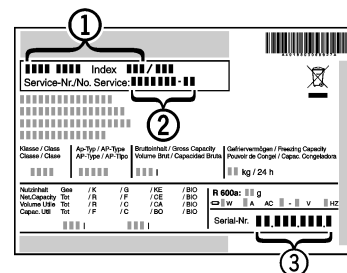 1
Index /
Service-Nr./No. Service: -
2
Klasse / Class
Classe / Clase
Ap-Typ / AP-Type
AP-Type / AP-Tipo
Bruttoinhalt / Gross Capacity
Volume Brut / Capacidad Bruta
l
Gefriervermögen / Freezing Capacity
Pouvoir de Congel / Capac. Congeladora
kg / 24 h
Nutzinhalt Ges / K / G / KE / BIO
Net.Capacity Tot / R / F / CE / BIO
Volume Utile Tot / R / C / CA / BIO
Capac. Util Tot / F / C / BO / BIO
l l
R 600a: g
W A AC - V HZ
Serial-Nr. . .
3